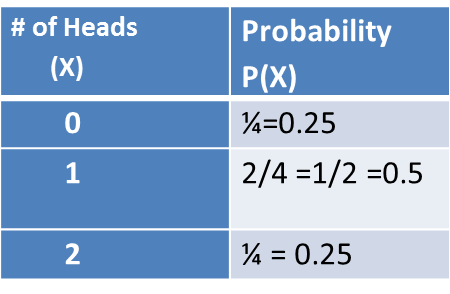 # of Heads
(X)
Probability
P(X)
0
¼=0.25
1
2/4 =1/2 =0.5
2
¼ = 0.25